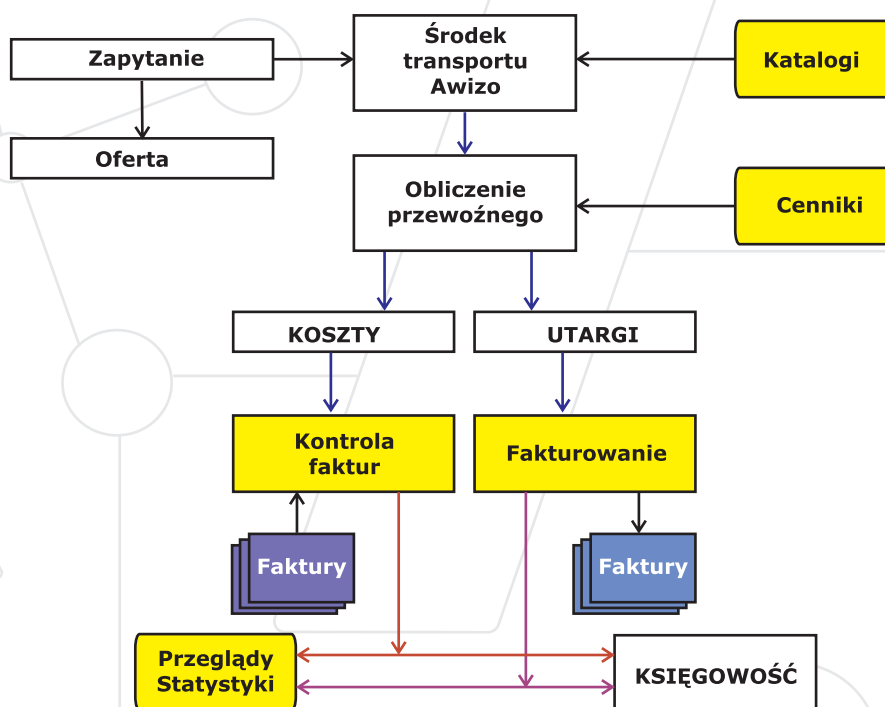 Zapytanie
Środek
transportu
Awizo
Katalogi
Oferta
Obliczenie
przewoźnego
Cenniki
KOSZTY
UTARGI
Kontrola
faktur
Fakturowanie
Faktury
Faktury
Przeglądy
Statystyki
KSIĘGOWOŚĆ